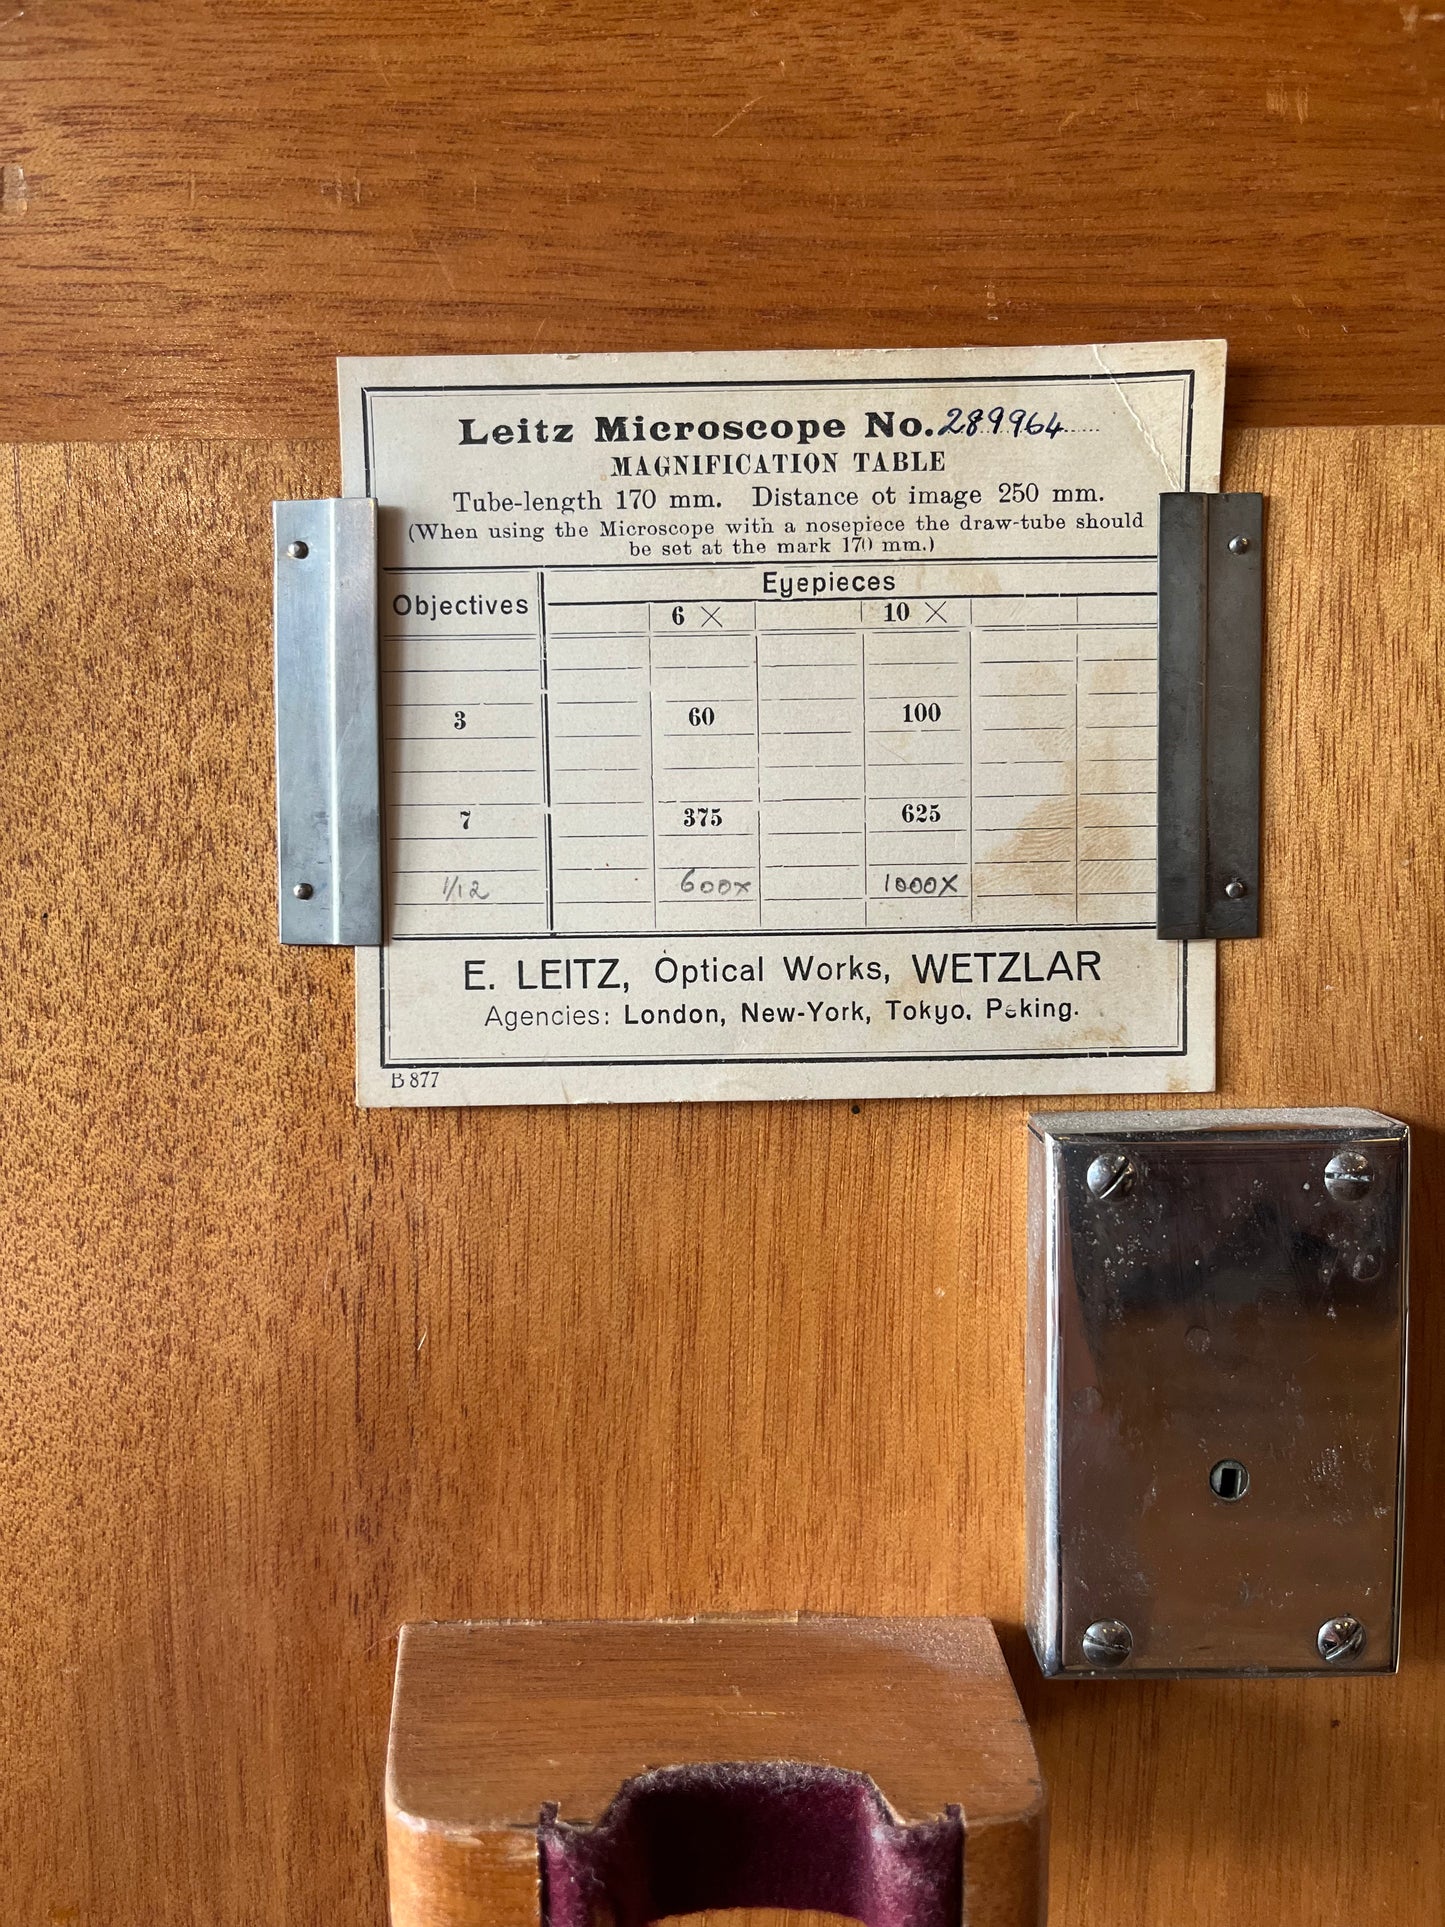 Leitz Microscope No. 289964
MAGNIFICATION TABLE
Tube-length 170 mm. Distance ot image 250 mm.
(When using the Microscope with a nosepiece the draw-tube should
be set at the mark 170 mm.)
Objectives Eyepieces
6 × 10 ×
3 60 100
7 375 625
1/12 600x 1000X
E. LEITZ, Optical Works, WETZLAR
Agencies: London, New-York, Tokyo, Peking.
B 877